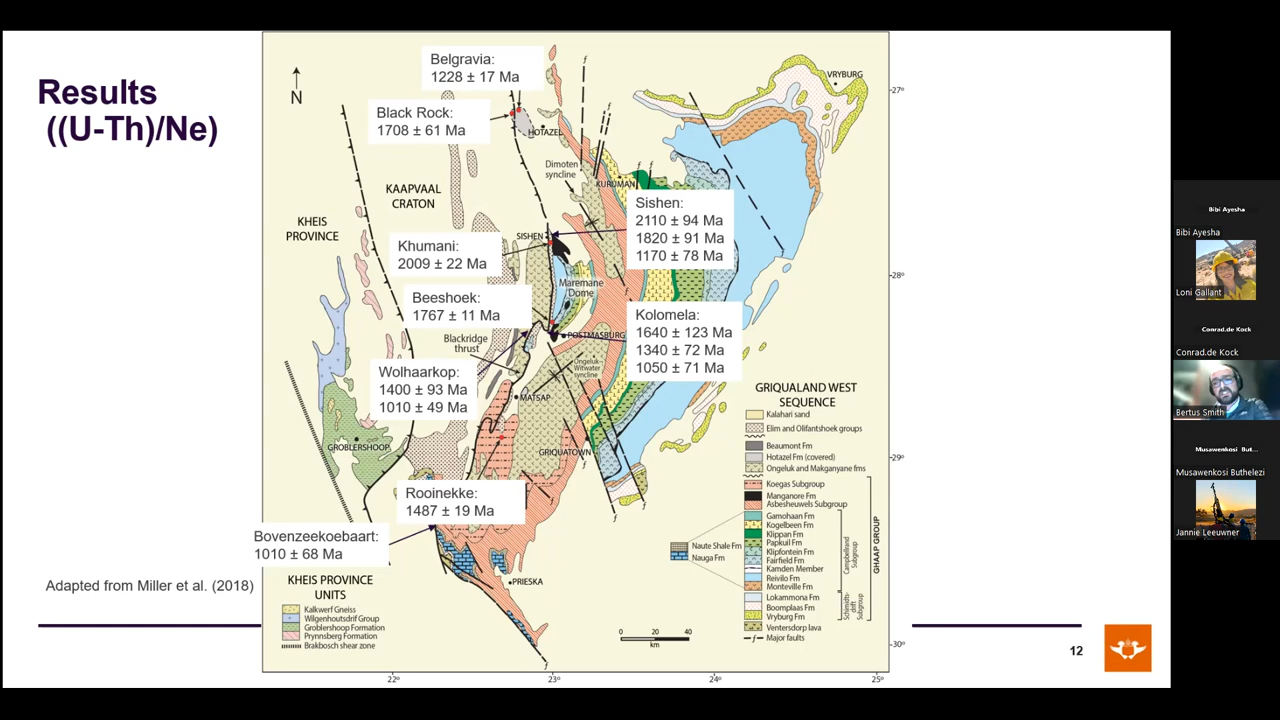 Results
((U-Th)/Ne)
Belgravia:
1228 ± 17 Ma
Black Rock:
1708 ± 61 Ma
N
HOTAZEL
VRYBURG
27°
Dimoten
syncline
KURUMAN
KAAPVAAL
CRATON
KHEIS
PROVINCE
Sishen:
2110 ± 94 Ma
1820 ± 91 Ma
1170 ± 78 Ma
SISHEN
Khumani:
2009 ± 22 Ma
28°
Maremane
Dome
Beeshoek:
1767 ± 11 Ma
Kolomela:
1640 ± 123 Ma
1340 ± 72 Ma
1050 ± 71 Ma
POSTMASBURG
Blackridge
thrust
Ongeluk-
Witwater
syncline
Wolhaarkop:
1400 ± 93 Ma
1010 ± 49 Ma
MATSAP
GROBLERSHOOP
GRIQUATOWN
29°
Rooinekke:
1487 ± 19 Ma
Bovenzeekoebaart:
1010 ± 68 Ma
PRIESKA
Adapted from Miller et al. (2018)
KHEIS PROVINCE
UNITS
Kalkwerf Gneiss
Wilgenhoutsdrif Group
Groblershoop Formation
Prynnsberg Formation
Brakbosch shear zone
0 20 40
km
GRIQUALAND WEST
SEQUENCE
Kalahari sand
Elim and Olifantshoek groups
Beaumont Fm
Hotazel Fm (covered)
Ongeluk and Makganyane fms
Koegas Subgroup
Manganore Fm
Asbesheuwels Subgroup
Gamohaan Fm
Kogelbeen Fm
Klippan Fm
Papkuil Fm
Klipfontein Fm
Fairfield Fm
Kamden Member
Reivilo Fm
Monteville Fm
Lokammona Fm
Boomplaas Fm
Vryburg Fm
Ventersdorp lava
Major faults
Naute Shale Fm
Nauga Fm
Campbellrand
Subgroup
Schmidts-
drift
Subgroup
GHAAP GROUP
30°
22°
23°
24°
25°
12
Bibi Ayesha
Bibi Ayesha
Loni Gallant
Conrad.de Kock
Conrad.de Kock
Bertus Smith
Musawenkosi But...
Musawenkosi Buthelezi
Jannie Leeuwner